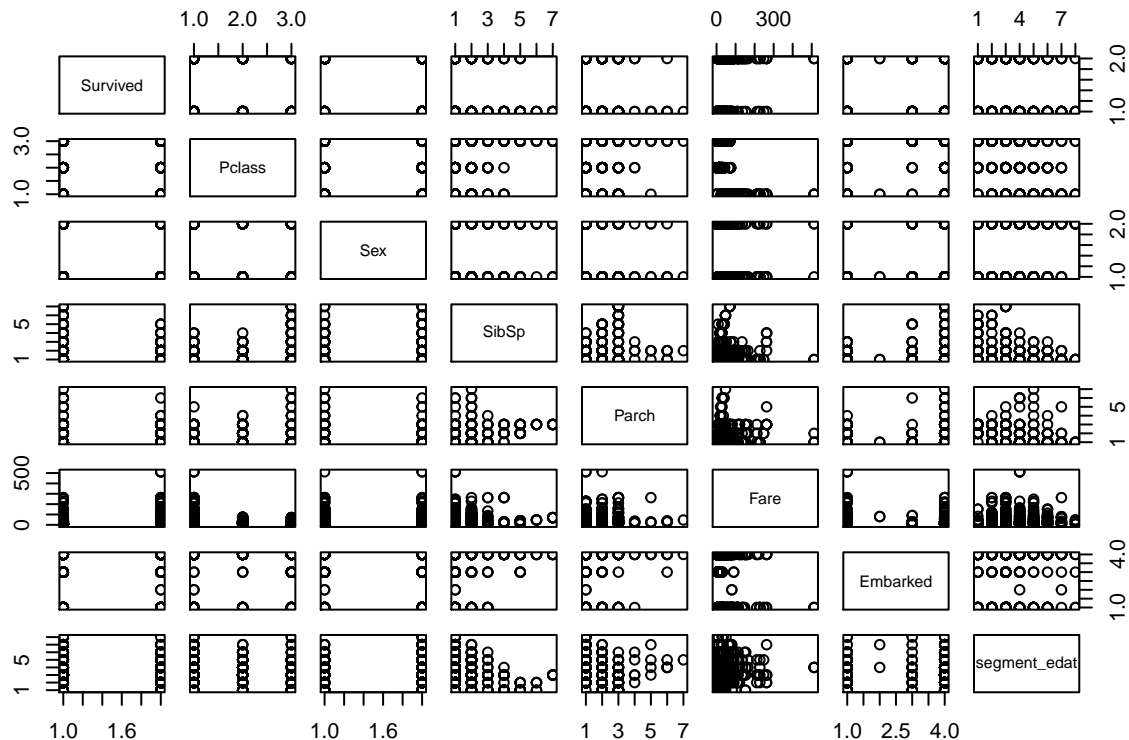 1.0 2.0 3.0 1 3 5 7 0 300 1 4 7
Survived 1.0 2.0
1.0 3.0 Pclass
Sex 1.0 2.0
1 5 SibSp
Parch 1 5
0 500 Fare
Embarked 1.0 4.0
1 5 segment_edat
1.0 1.6 1.0 1.6 1 3 5 7 1.0 2.5 4.0